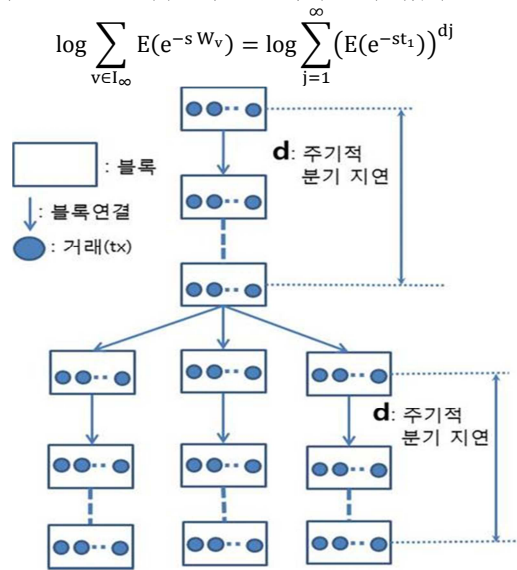 log ∑ E(e^{-s W_v}) = log ∑ (E(e^{-st₁}))^{dj}
v∈I_∞ j=1 ∞
d: 주기적
분기 지연
: 블록
: 블록연결
: 거래(tx)
d: 주기적
분기 지연